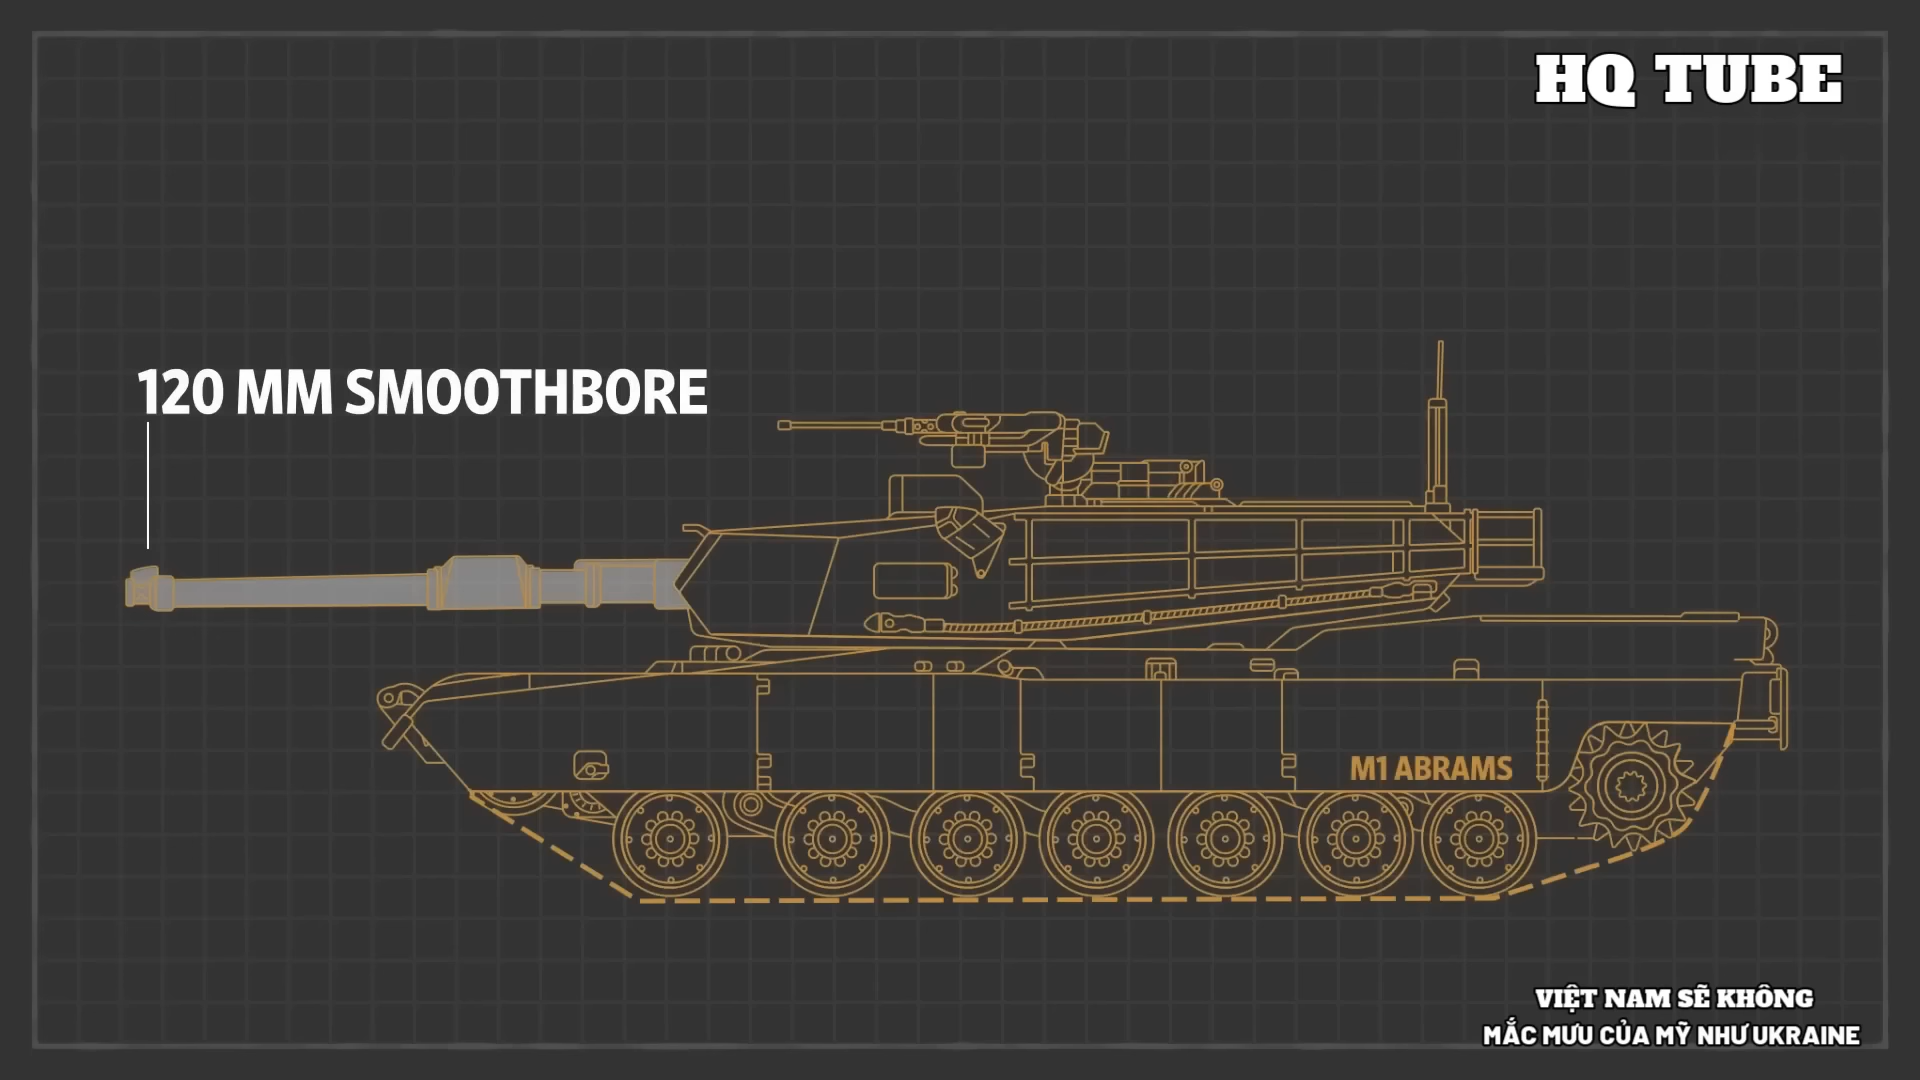 HQ TUBE
120 MM SMOOTHBORE
M1 ABRAMS
VIỆT NAM SẼ KHÔNG
MẮC MƯU CỦA MỸ NHƯ UKRAINE